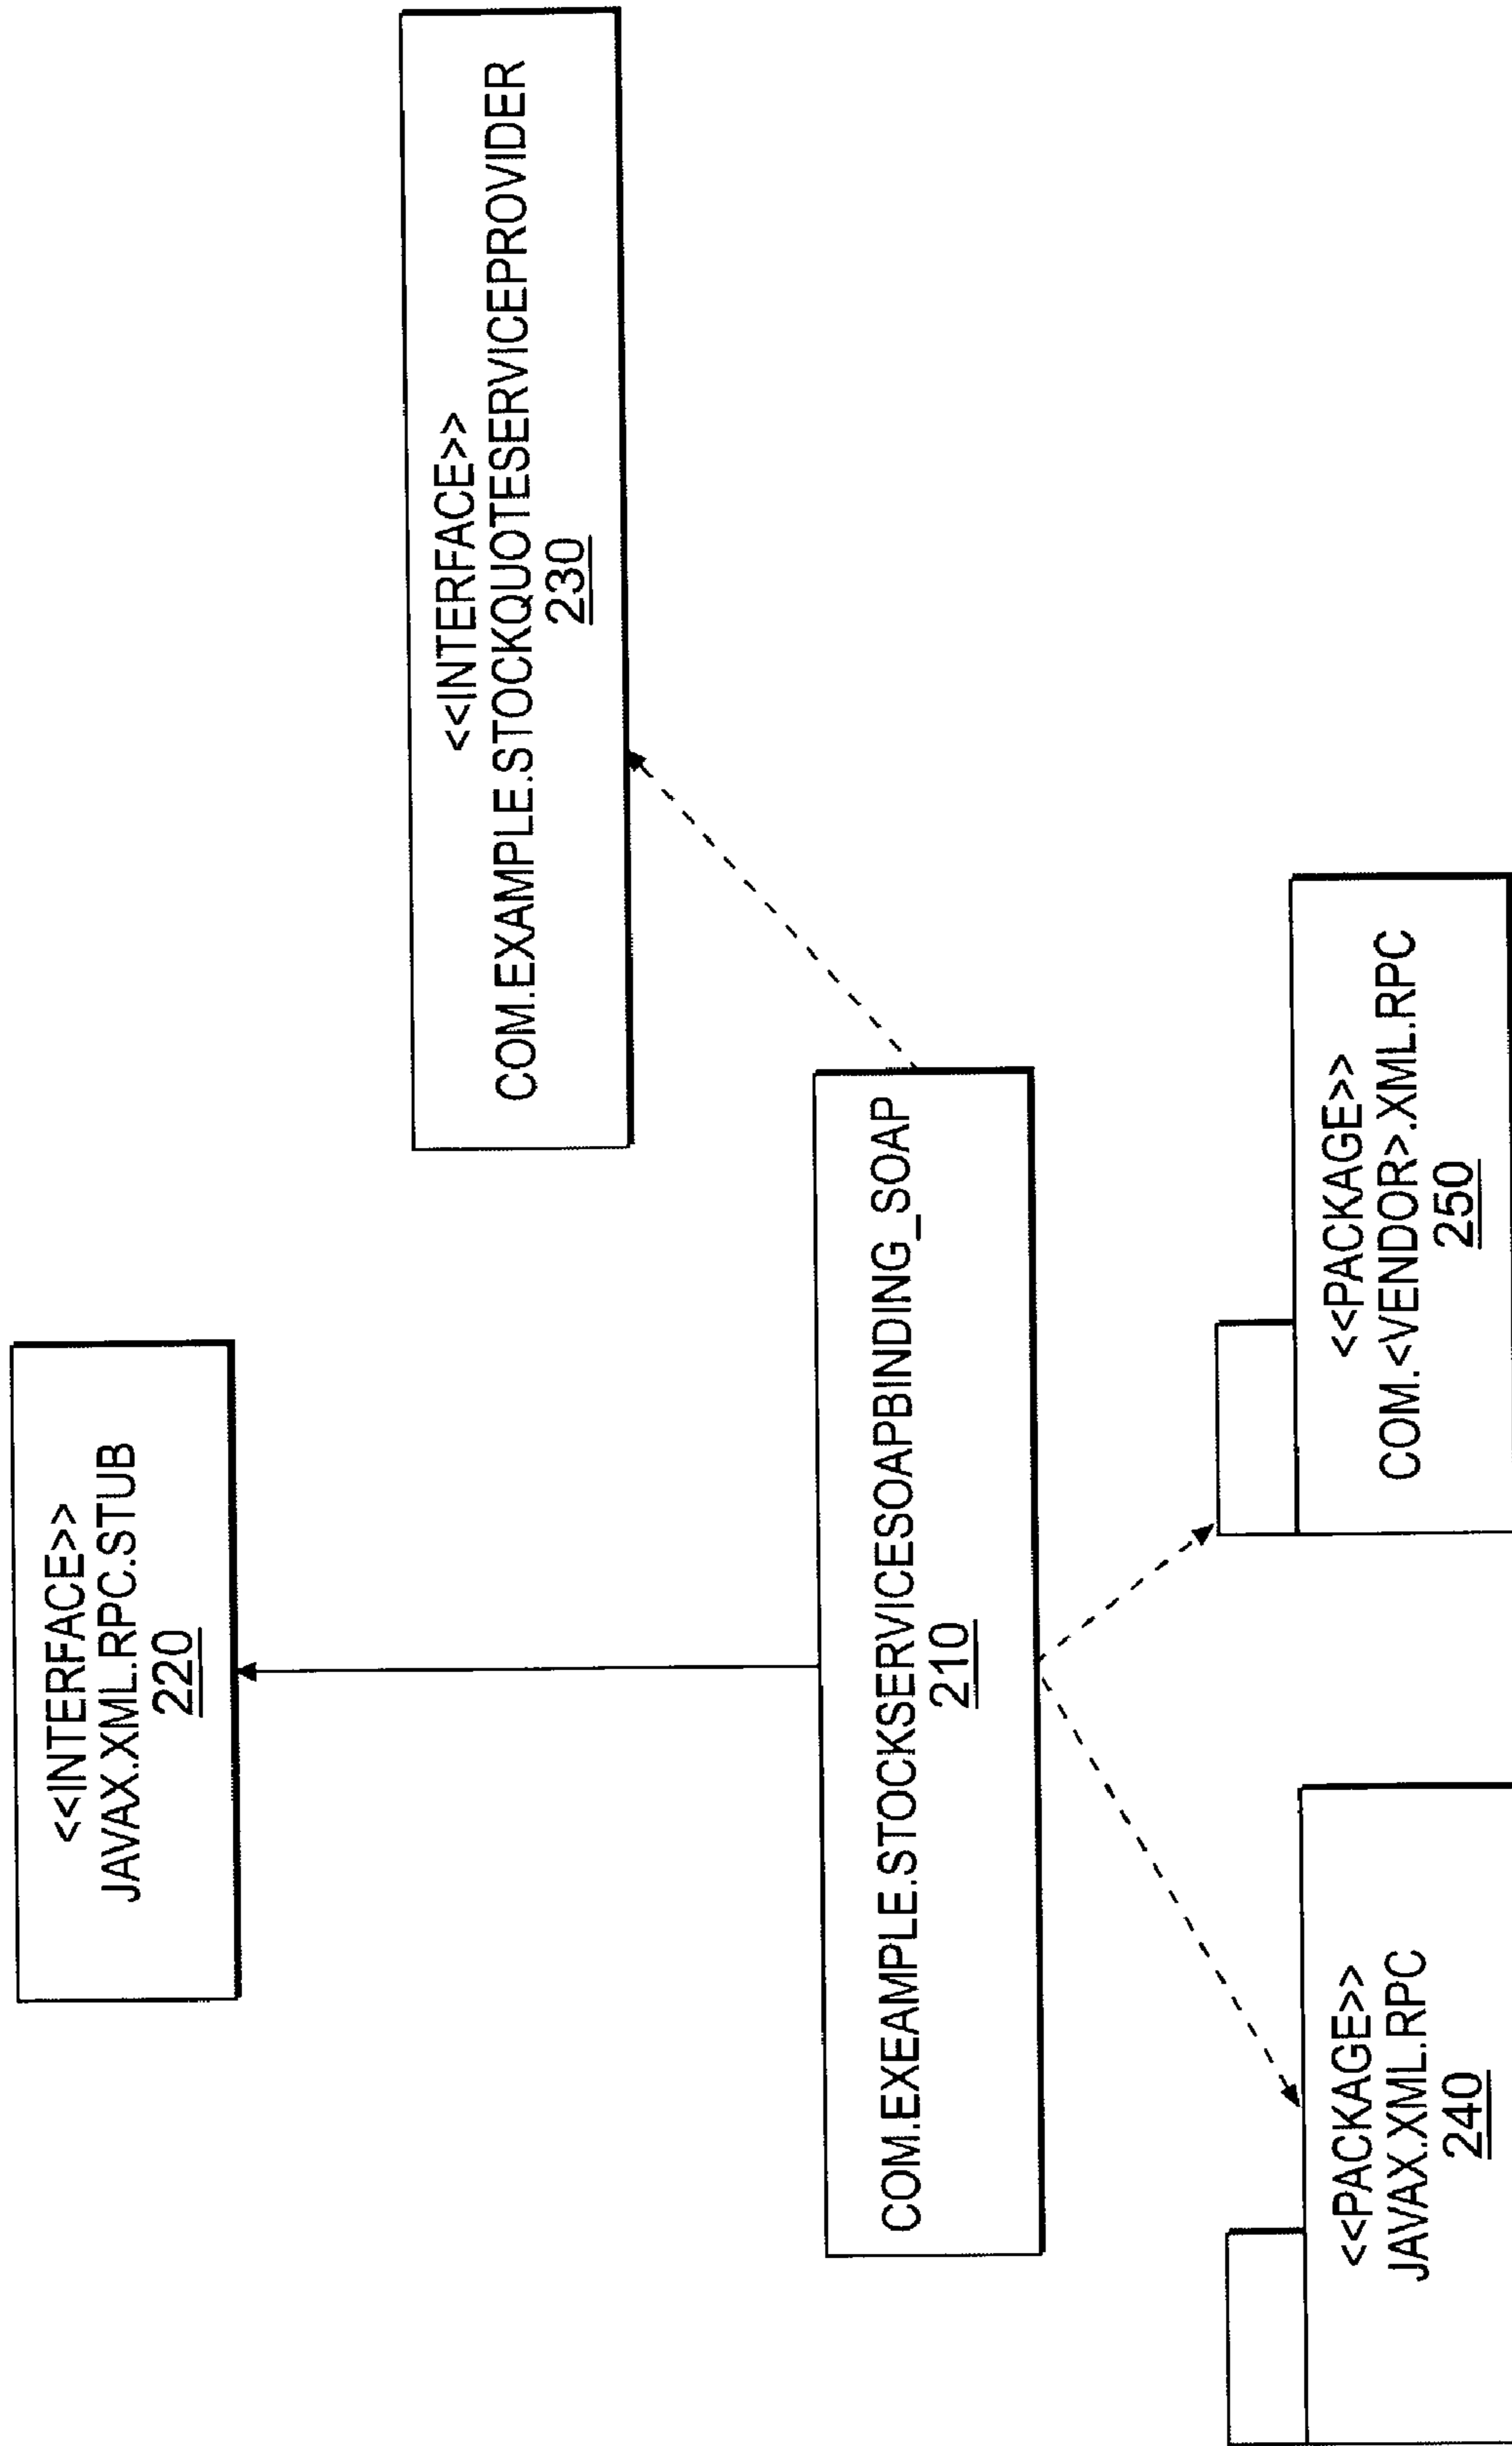 <<INTERFACE>>
JAVAX.XML.RPC.STUB
220
<<INTERFACE>>
COM.EXAMPLE.STOCKQUOTESERVICEPROVIDER
230
COM.EXEAMPLE.STOCKSERVICESOAPBINDING_SOAP
210
<<PACKAGE>>
JAVAX.XML.RPC
240
<<PACKAGE>>
COM.<VENDOR>.XML.RPC
250